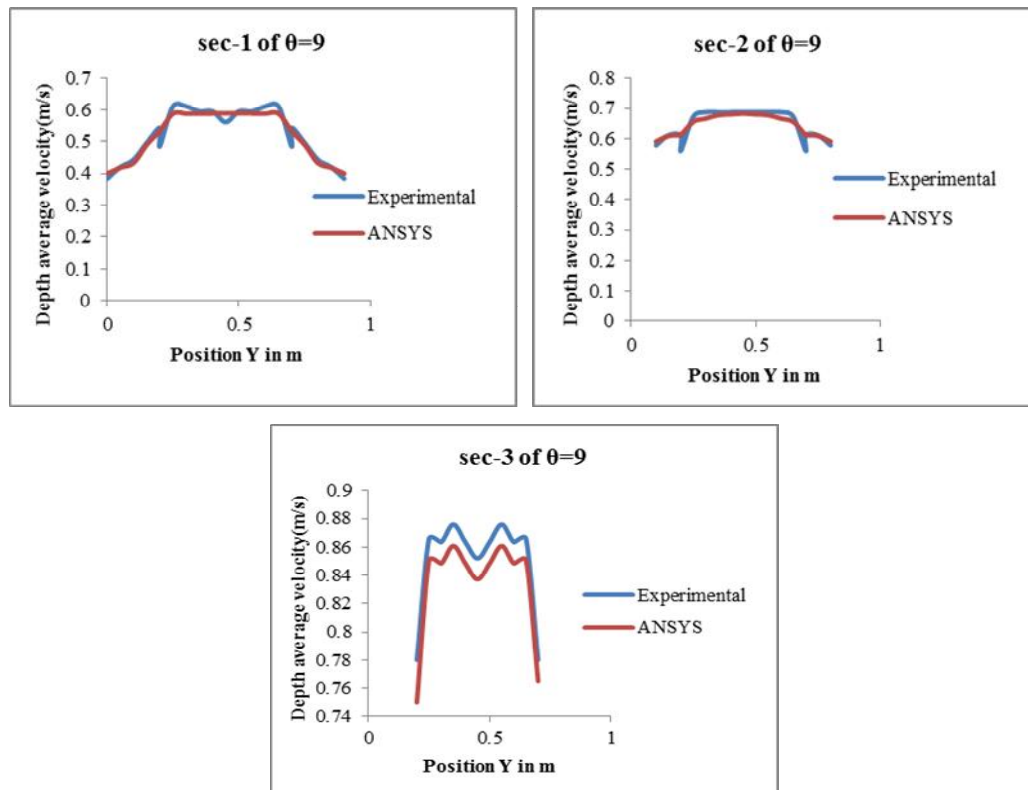 sec-1 of θ=9
Depth average velocity(m/s)
0.7
0.6
0.5
0.4
0.3
0.2
0.1
0
0
0.5
1
Position Y in m
Experimental
ANSYS
sec-2 of θ=9
Depth average velocity(m/s)
0.8
0.7
0.6
0.5
0.4
0.3
0.2
0.1
0
0
0.5
1
Position Y in m
Experimental
ANSYS
sec-3 of θ=9
Depth average velocity(m/s)
0.9
0.88
0.86
0.84
0.82
0.8
0.78
0.76
0.74
0
0.5
1
Position Y in m
Experimental
ANSYS